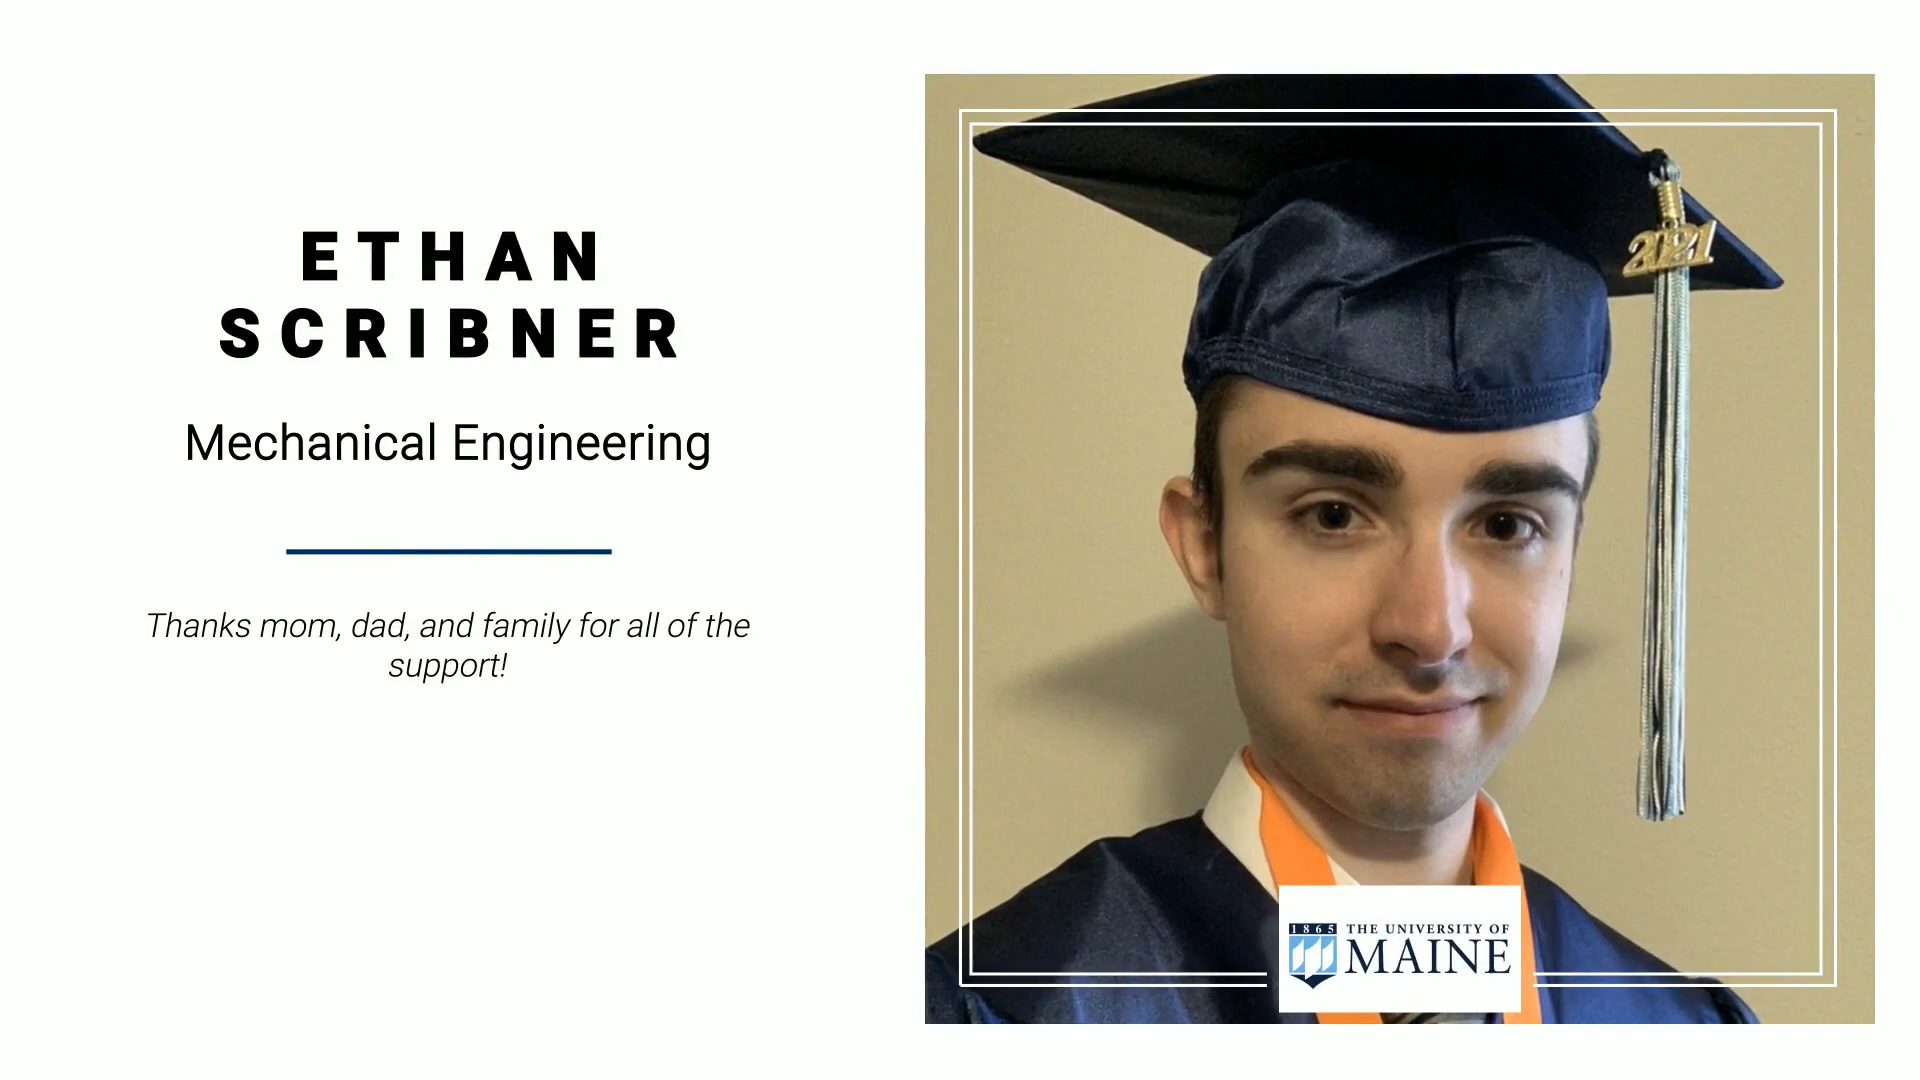 ETHAN
SCRIBNER
Mechanical Engineering
Thanks mom, dad, and family for all of the
support!
2021
1865
THE UNIVERSITY OF
MAINE